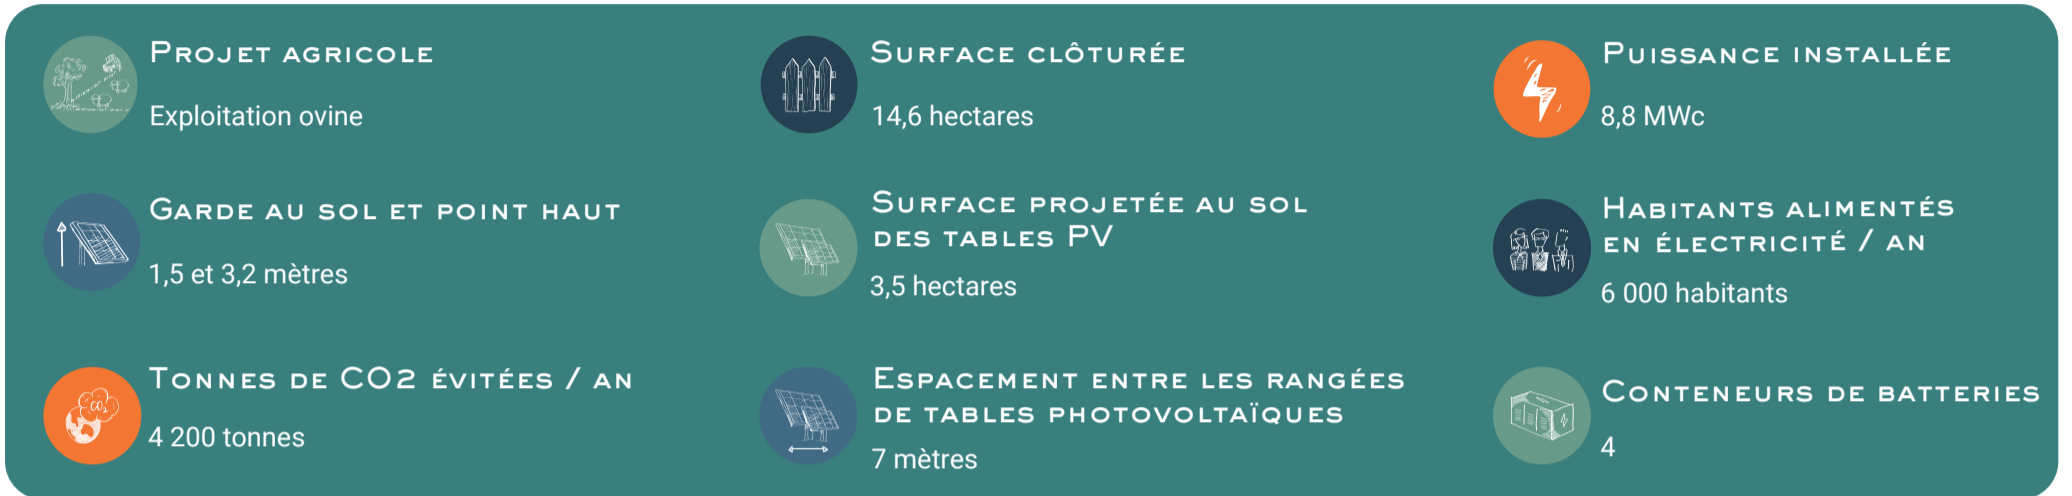 PROJET AGRICOLE
Exploitation ovine
SURFACE CLÔTURÉE
14,6 hectares
PUISSANCE INSTALLÉE
8,8 MWc
GARDE AU SOL ET POINT HAUT
1,5 et 3,2 mètres
SURFACE PROJETÉE AU SOL
DES TABLES PV
3,5 hectares
HABITANTS ALIMENTÉS
EN ÉLECTRICITÉ / AN
6 000 habitants
TONNES DE CO2 ÉVITÉES / AN
CO2
4 200 tonnes
ESPACEMENT ENTRE LES RANGÉES
DE TABLES PHOTOVOLTAÏQUES
7 mètres
CONTENEURS DE BATTERIES
4